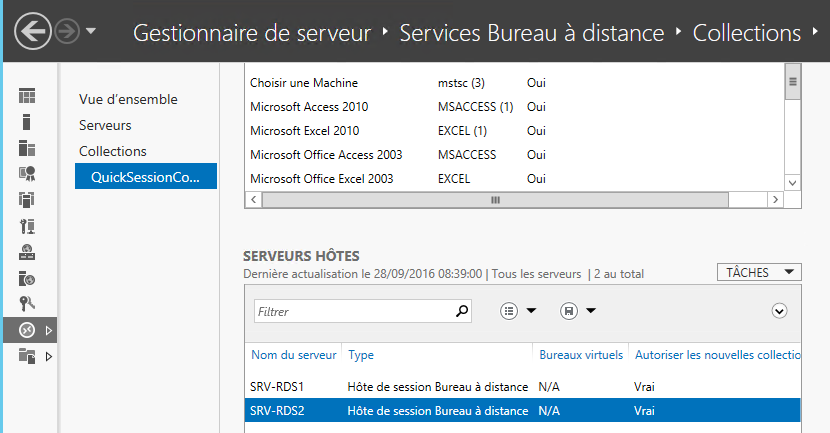 Gestionnaire de serveur ‣ Services Bureau à distance ‣ Collections ‣
Vue d'ensemble
Serveurs
Collections
QuickSessionCo...
Choisir une Machine mstsc (3) Oui
Microsoft Access 2010 MSACCESS (1) Oui
Microsoft Excel 2010 EXCEL (1) Oui
Microsoft Office Access 2003 MSACCESS Oui
Microsoft Office Excel 2003 EXCEL Oui
SERVEURS HÔTES
Dernière actualisation le 28/09/2016 08:39:00 | Tous les serveurs | 2 au total
TÂCHES
Filtrer
Nom du serveur Type Bureaux virtuels Autoriser les nouvelles collectio
SRV-RDS1 Hôte de session Bureau à distance N/A Vrai
SRV-RDS2 Hôte de session Bureau à distance N/A Vrai